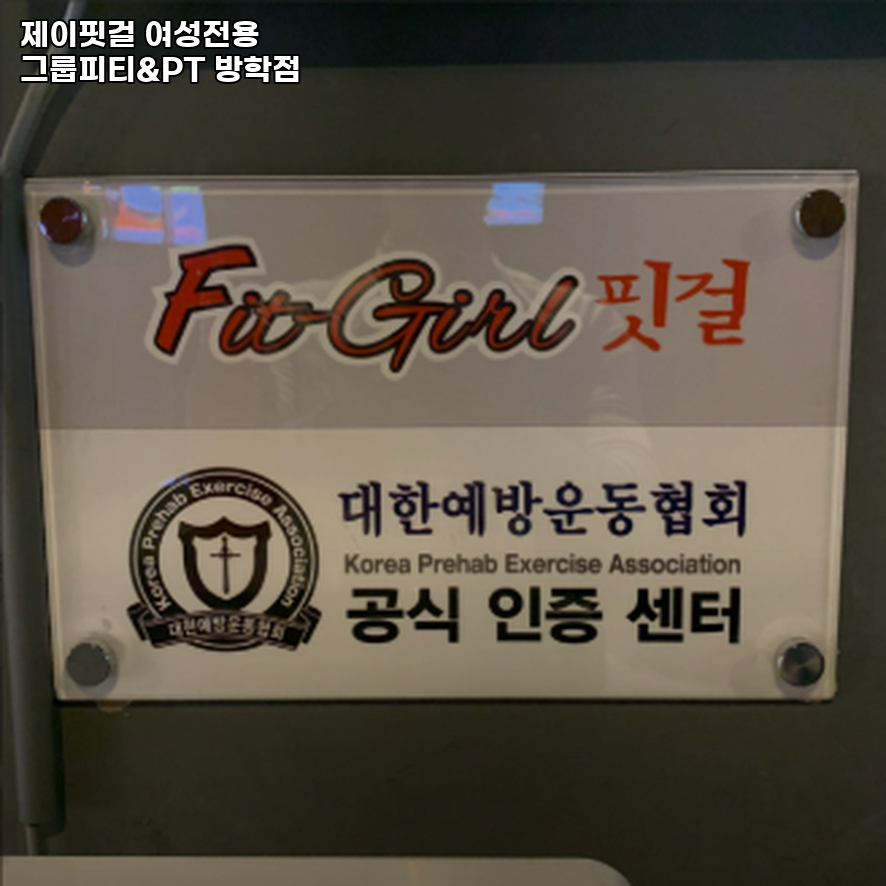 제이핏걸 여성전용
그룹피티&PT 방학점
Fit-Girl 핏걸
Korea Prehab Exercise Association
대한예방운동협회
대한예방운동협회
Korea Prehab Exercise Association
공식 인증 센터